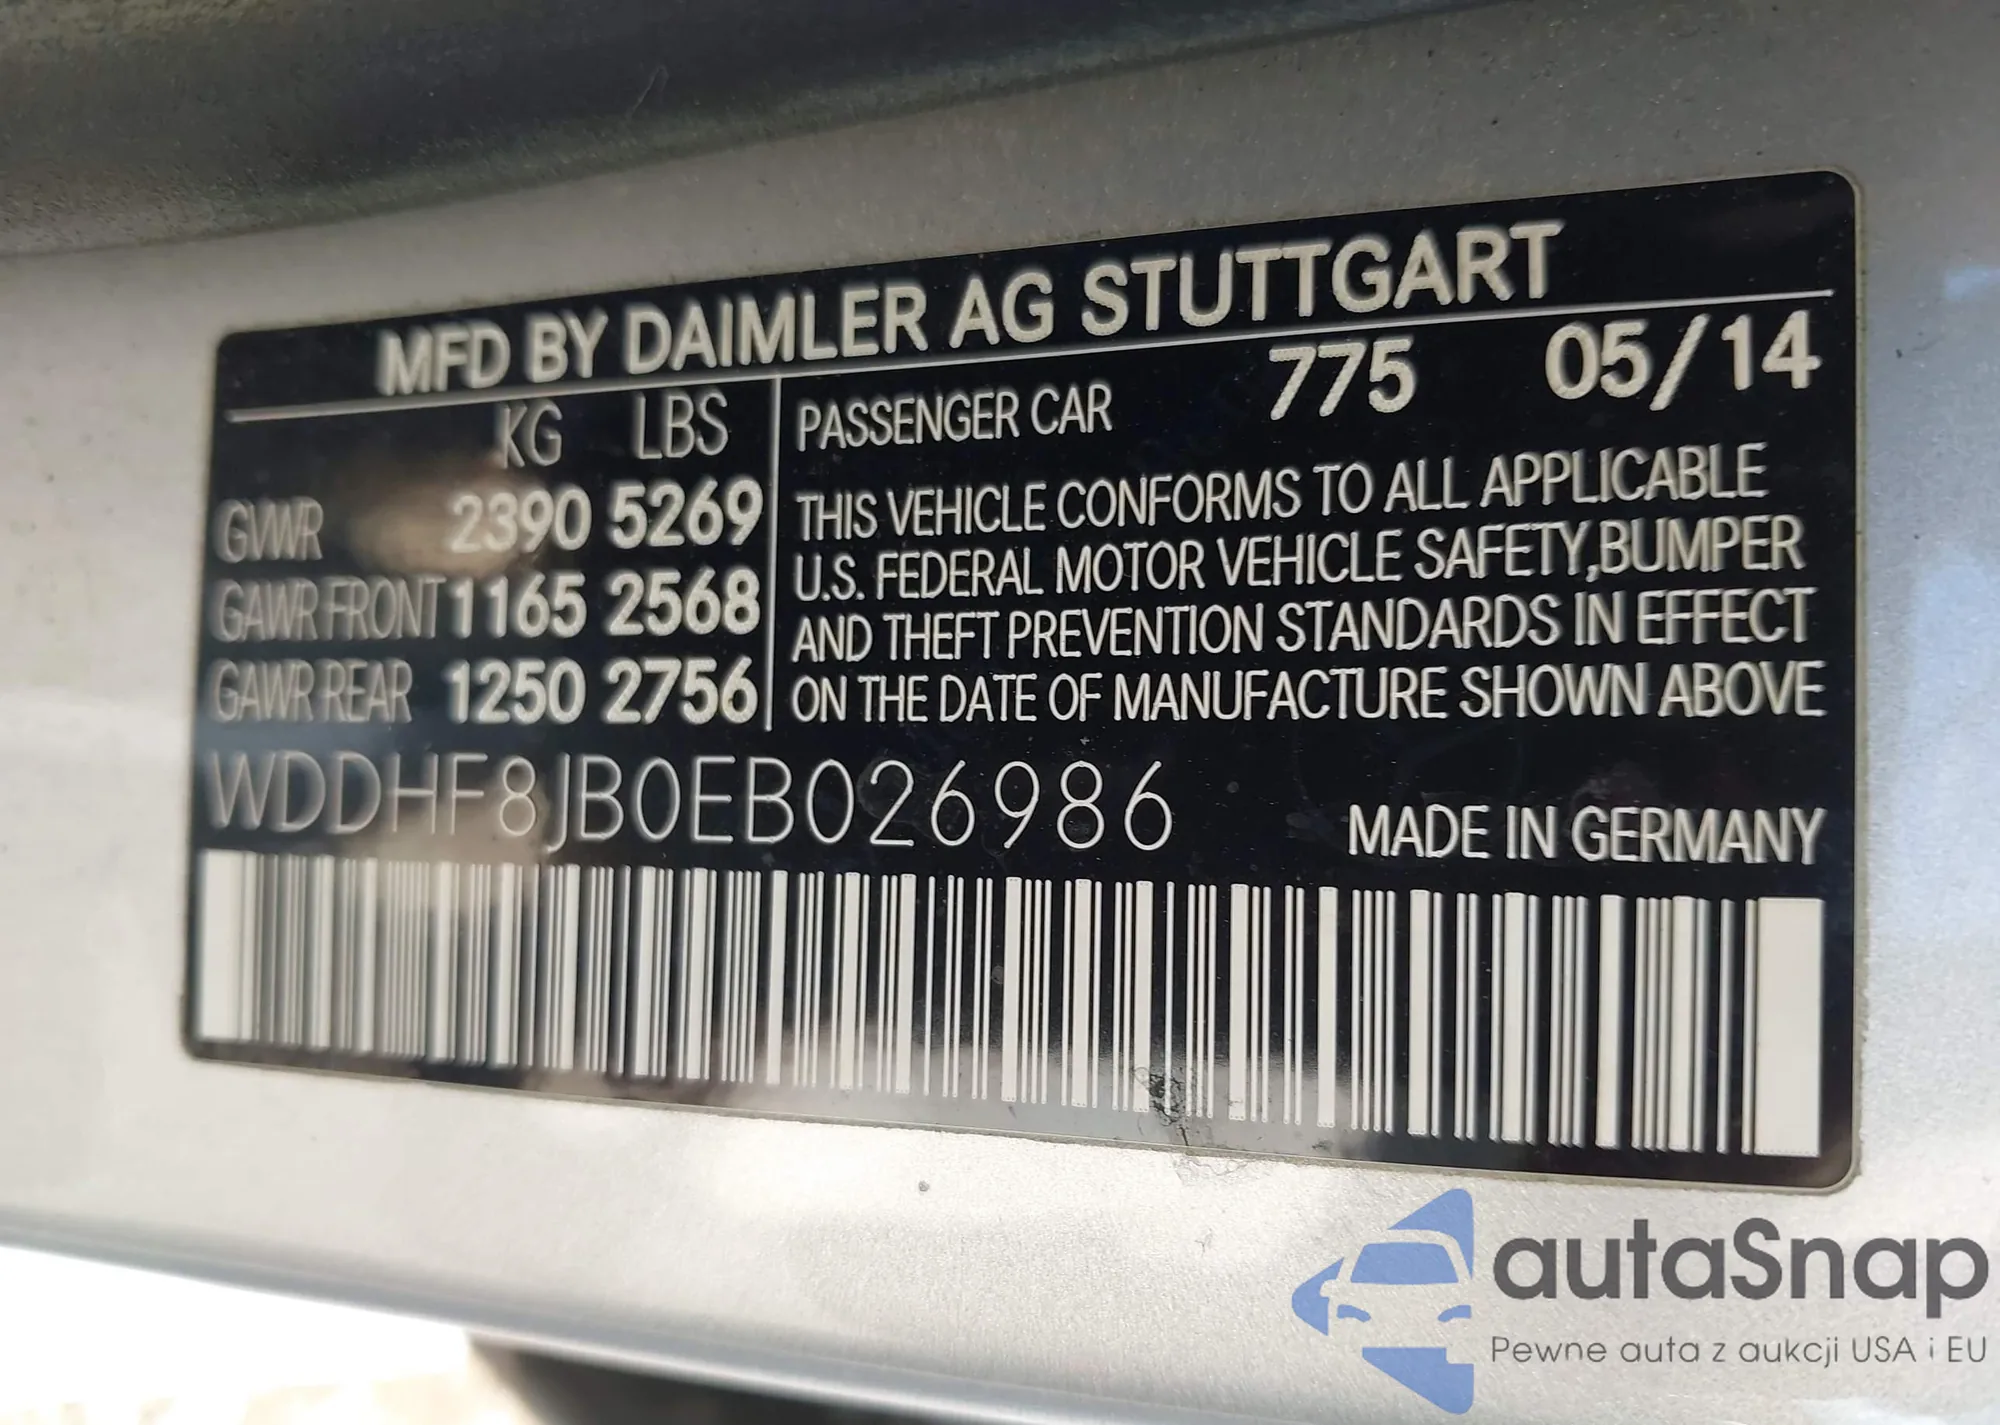 MFD BY DAIMLER AG STUTTGART
KG LBS
GVWR 2390 5269
GAWR FRONT 1165 2568
GAWR REAR 1250 2756
PASSENGER CAR 775 05/14
THIS VEHICLE CONFORMS TO ALL APPLICABLE
U.S. FEDERAL MOTOR VEHICLE SAFETY,BUMPER
AND THEFT PREVENTION STANDARDS IN EFFECT
ON THE DATE OF MANUFACTURE SHOWN ABOVE
WDDHF8JB0EB026986
MADE IN GERMANY
autaSnap
Pewne auta z aukcji USA i EU